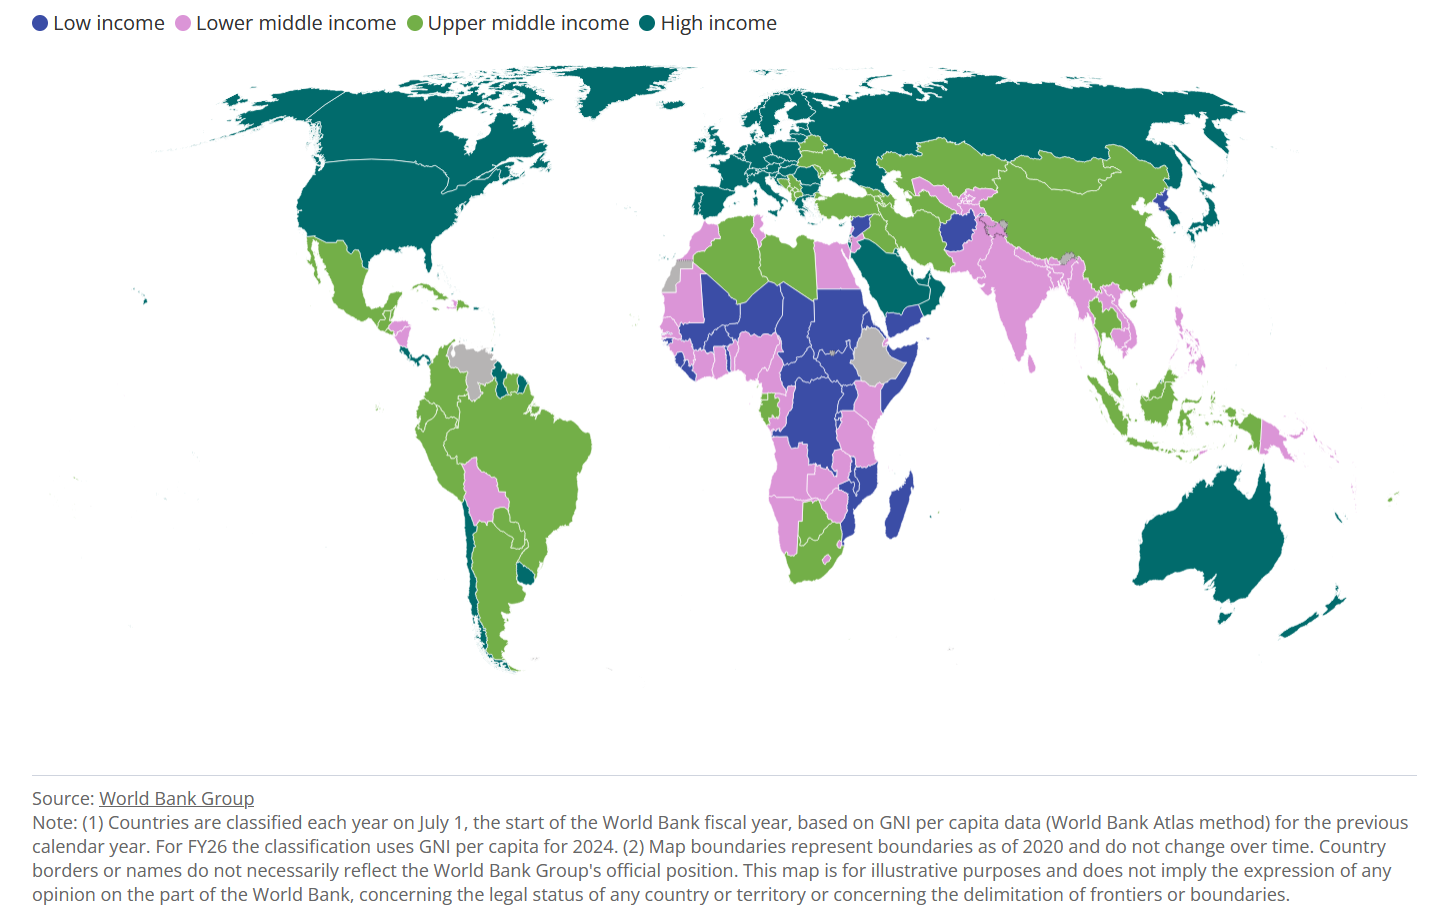 Low income Lower middle income Upper middle income High income
Source: World Bank Group
Note: (1) Countries are classified each year on July 1, the start of the World Bank fiscal year, based on GNI per capita data (World Bank Atlas method) for the previous
calendar year. For FY26 the classification uses GNI per capita for 2024. (2) Map boundaries represent boundaries as of 2020 and do not change over time. Country
borders or names do not necessarily reflect the World Bank Group's official position. This map is for illustrative purposes and does not imply the expression of any
opinion on the part of the World Bank, concerning the legal status of any country or territory or concerning the delimitation of frontiers or boundaries.